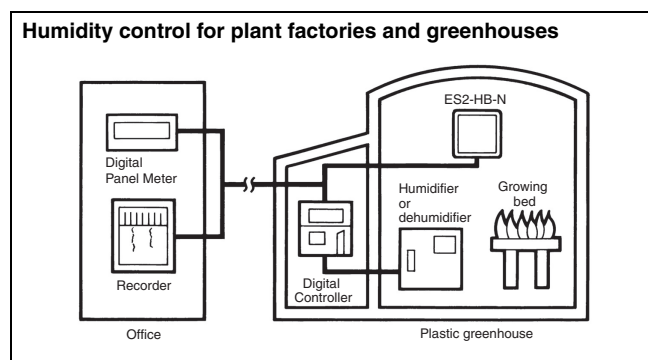 Humidity control for plant factories and greenhouses
ES2-HB-N
Digital
Panel Meter
Recorder
Office
Digital
Controller
Humidifier
or
dehumidifier
Growing
bed
Plastic greenhouse